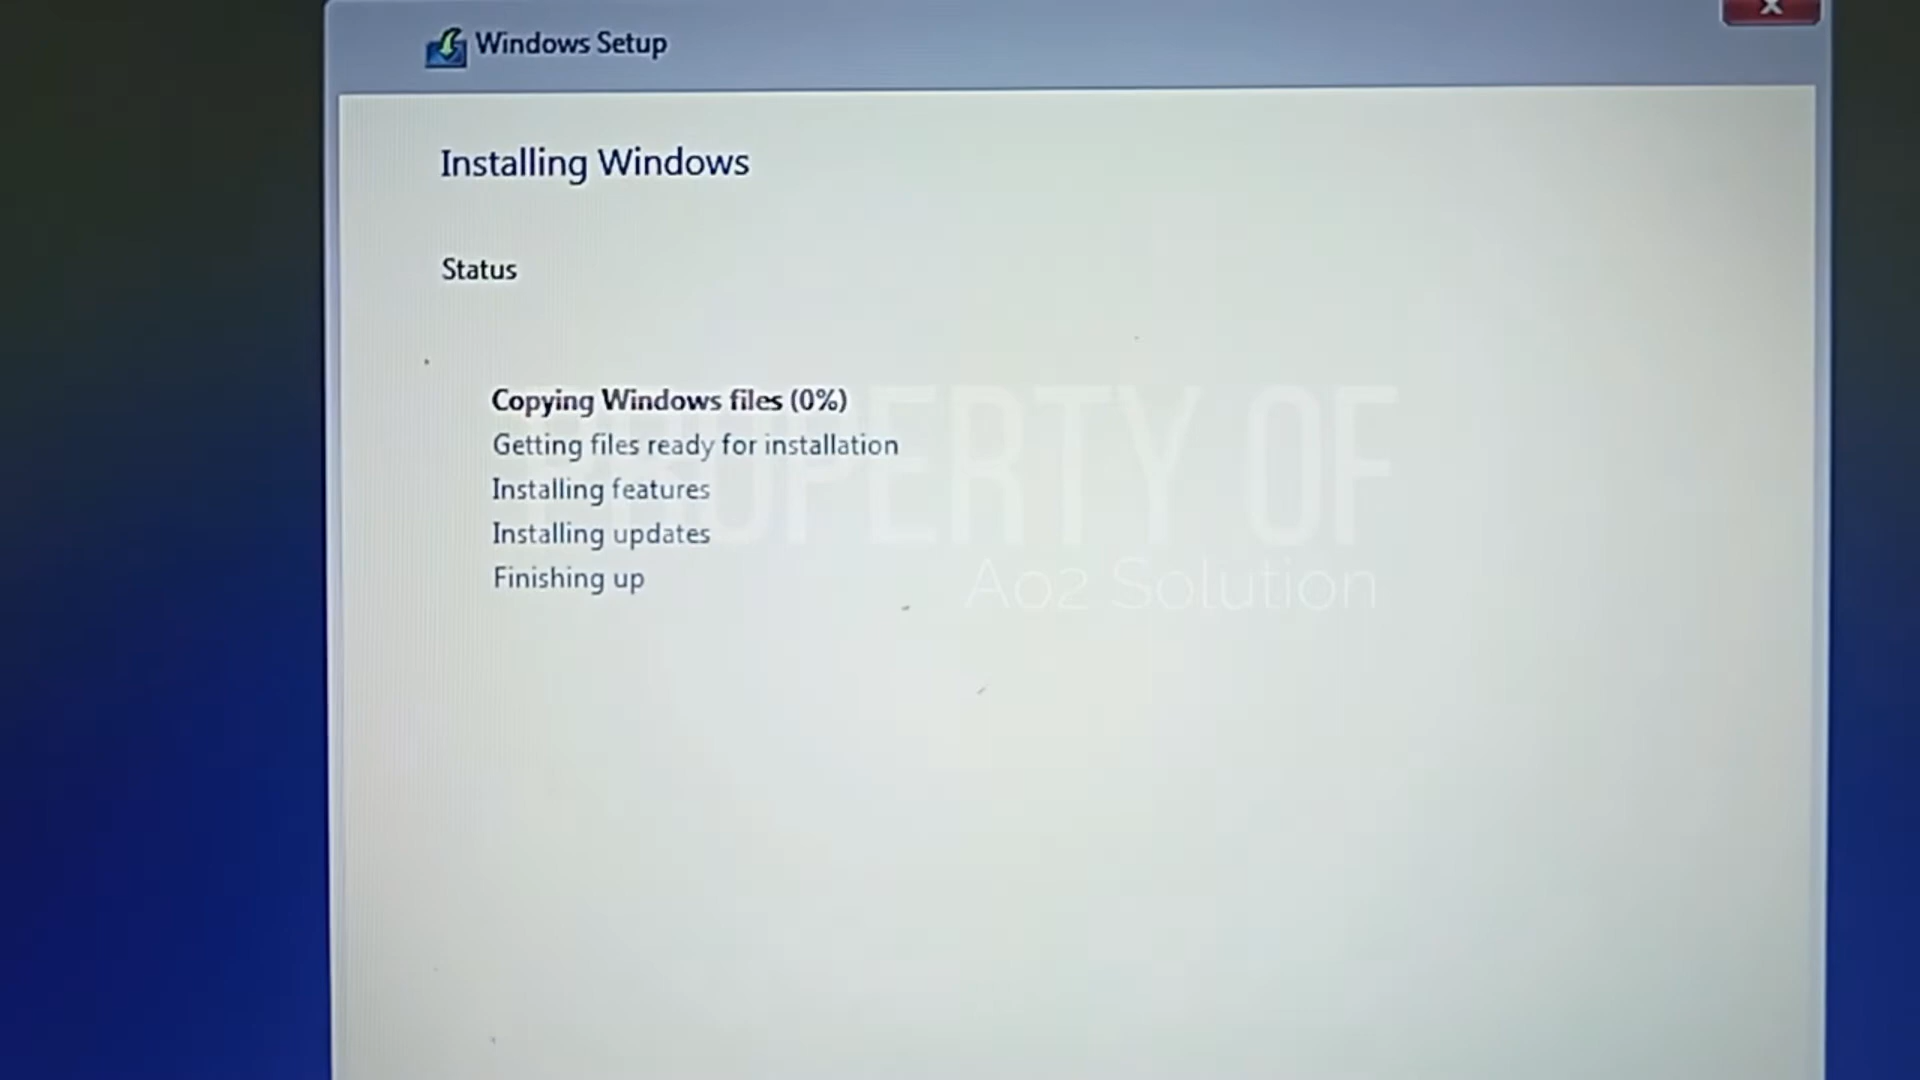 Windows Setup
Installing Windows
Status
Copying Windows files (0%)
Getting files ready for installation
Installing features
Installing updates
Finishing up
PROPERTY OF
Ao2 Solution